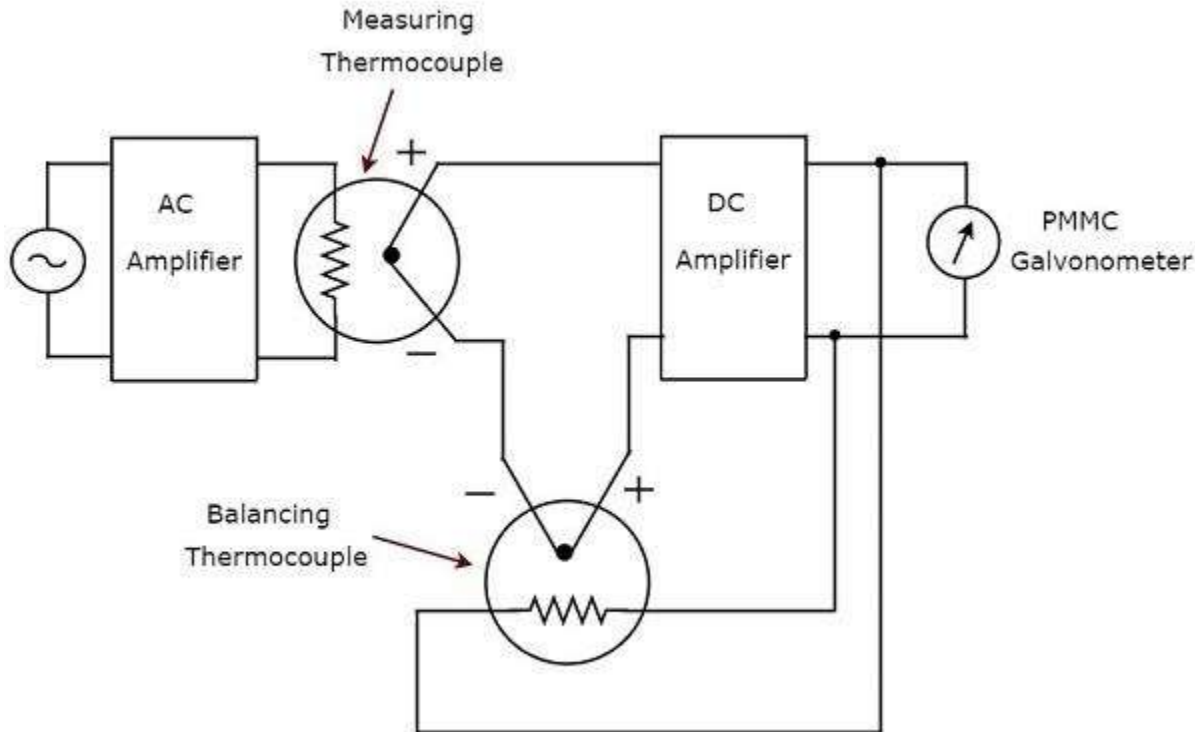 Measuring
Thermocouple
+
AC
Amplifier
−
DC
Amplifier
PMMC
Galvonometer
−
+
Balancing
Thermocouple